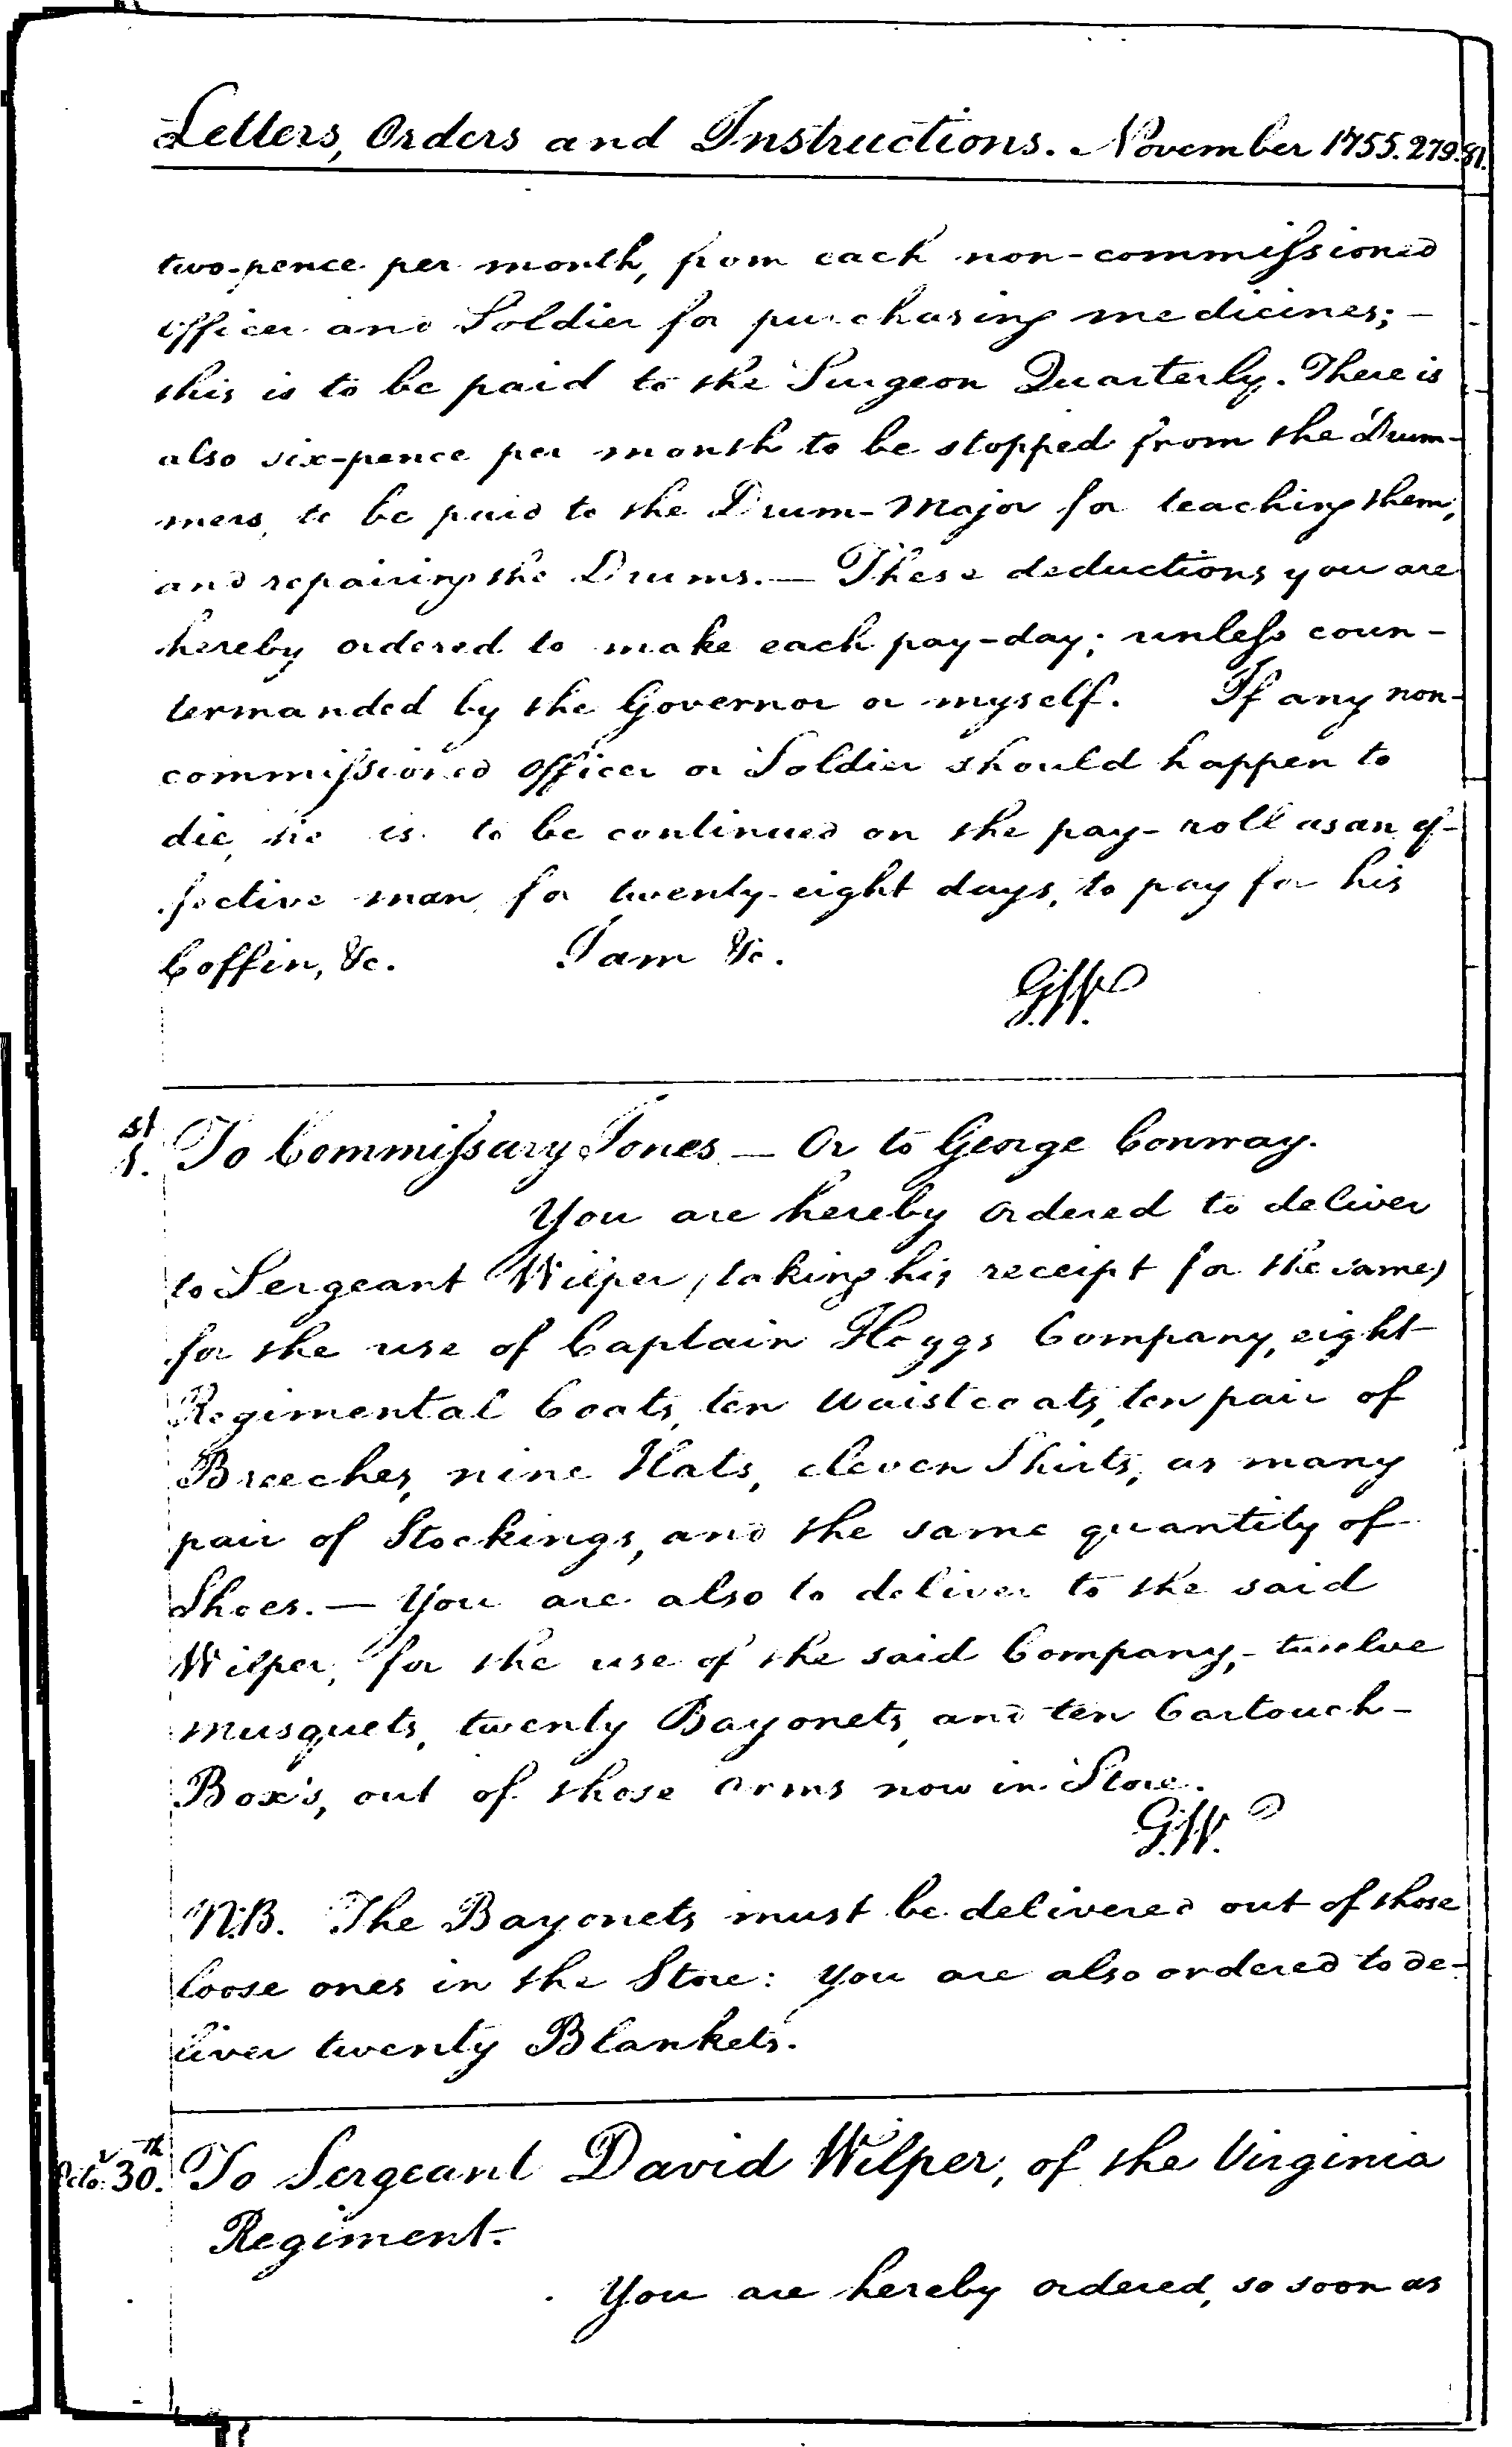 Letters, Orders and Instructions. November 1755. 279. 81.
two-pence per month, from each non-commissioned
officer and Soldier for purchasing medicines; —
this is to be paid to the Surgeon Quarterly. There is
also six-pence per month to be stopped from the Drum-
mers, to be paid to the Drum-Major for teaching them,
and repairing the Drums. — These deductions you are
hereby ordered to make each pay-day; unless coun-
termanded by the Governor or myself. If any non-
commissioned officer or Soldier should happen to
die, he is to be continued on the pay-roll as an ef-
fective man, for twenty-eight days, to pay for his
Coffin, &c. I am &c.
G:W.
1.st To Commissary Jones — Or to George Conway.
You are hereby ordered to deliver
to Sergeant Wilper (taking his receipt for the same)
for the use of Captain Hoggs Company, eight
Regimental Coats, ten Waistcoats, ten pair of
Breeches, nine Hats, eleven Shirts, as many
pair of Stockings, and the same quantity of
Shoes. — You are also to deliver to the said
Wilper, for the use of the said Company, - twelve
musquets, twenty Bayonets, and ten Cartouch-
Box's, out of those arms now in Store.
G:W.
N:B. The Bayonets must be delivered out of those
loose ones in the Store: You are also ordered to de-
liver twenty Blankets.
Octo. 30.th To Sergeant David Wilper, of the Virginia
Regiment.
You are hereby ordered, so soon as